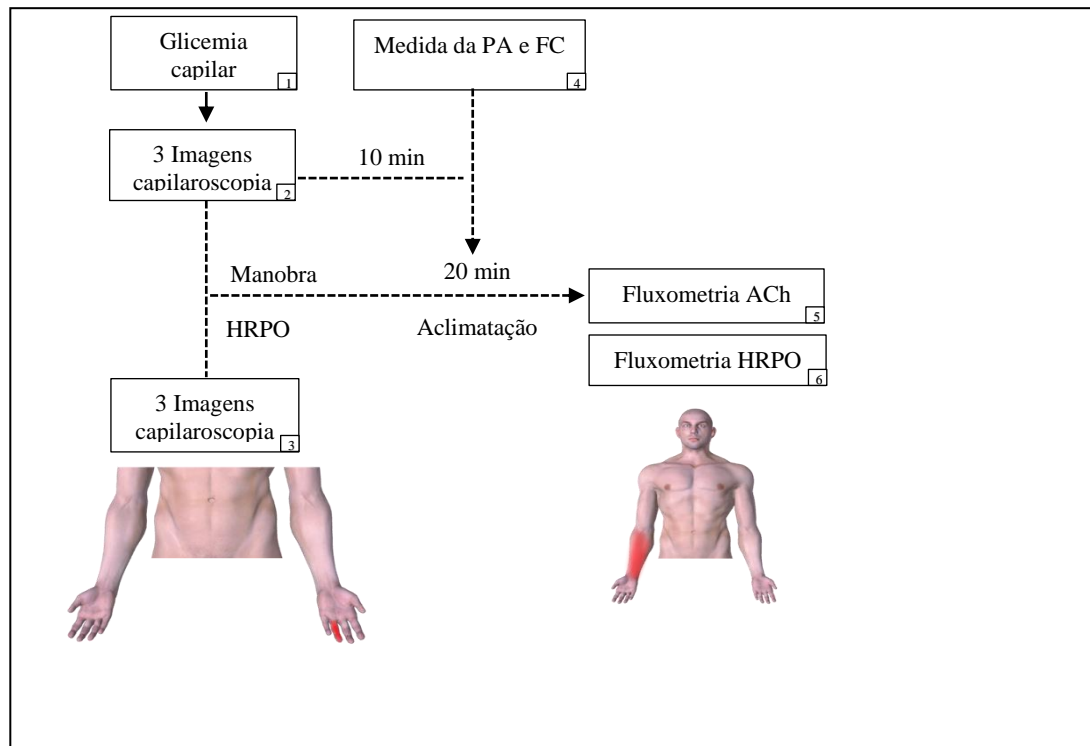 Glicemia
capilar
1
Medida da PA e FC
4
3 Imagens
capilaroscopia
2
10 min
Manobra
20 min
HRPO
Aclimatação
Fluxometria ACh
5
Fluxometria HRPO
6
3 Imagens
capilaroscopia
3